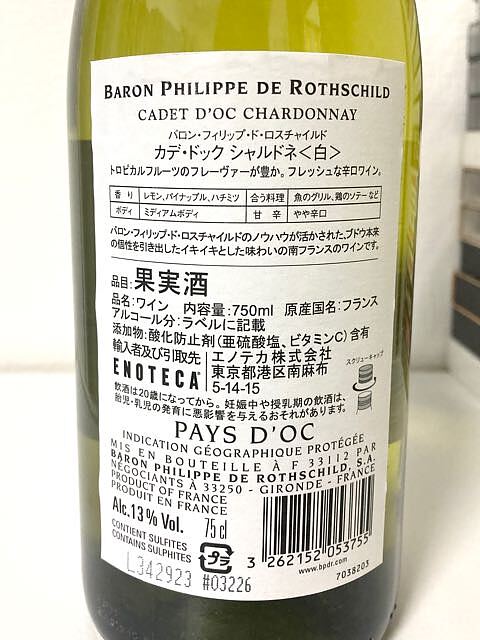 BARON PHILIPPE DE ROTHSCHILD
CADET D'OC CHARDONNAY
バロン・フィリップ・ド・ロスチャイルド
カデ・ドック シャルドネ<白>
トロピカルフルーツのフレーヴァーが豊か。フレッシュな辛口ワイン。
香り レモン、パイナップル、ハチミツ 合う料理 魚のグリル、鶏のソテーなど
ボディ ミディアムボディ 甘辛 やや辛口
バロン・フィリップ・ド・ロスチャイルドのノウハウが活かされた、ブドウ本来
の個性を引き出したイキイキとした味わいの南フランスのワインです。
品目:果実酒
品名:ワイン 内容量:750ml 原産国名:フランス
アルコール分:ラベルに記載
添加物:酸化防止剤(亜硫酸塩、ビタミンC)含有
輸入者及び引取先 エノテカ株式会社
ENOTECA 東京都港区南麻布
5-14-15
スクリューキャップ
飲酒は20歳になってから。妊娠中や授乳期の飲酒は、
胎児・乳児の発育に悪影響を与えるおそれがあります。
PAYS D'OC
INDICATION GÉOGRAPHIQUE PROTÉGÉE
MIS EN BOUTEILLE À F 33112 PAR
BARON PHILIPPE DE ROTHSCHILD, S.A.
NÉGOCIANTS À 33250 - GIRONDE - FRANCE
PRODUCT OF FRANCE
PRODUIT EN FRANCE
Alc.13% Vol. 75 cl
CONTIENT SULFITES
CONTAINS SULPHITES
プラ
3 262152 053755
www.bpdr.com
7038203
L342923 #03226